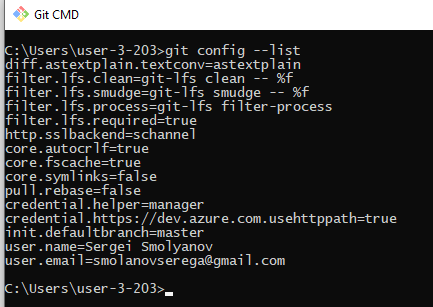 Git CMD
C:\Users\user-3-203>git config --list
diff.astextplain.textconv=astextplain
filter.lfs.clean=git-lfs clean -- %f
filter.lfs.smudge=git-lfs smudge -- %f
filter.lfs.process=git-lfs filter-process
filter.lfs.required=true
http.sslbackend=schannel
core.autocrlf=true
core.fscache=true
core.symlinks=false
pull.rebase=false
credential.helper=manager
credential.https://dev.azure.com.usehttppath=true
init.defaultbranch=master
user.name=Sergei Smolyanov
user.email=smolanovserega@gmail.com
C:\Users\user-3-203>